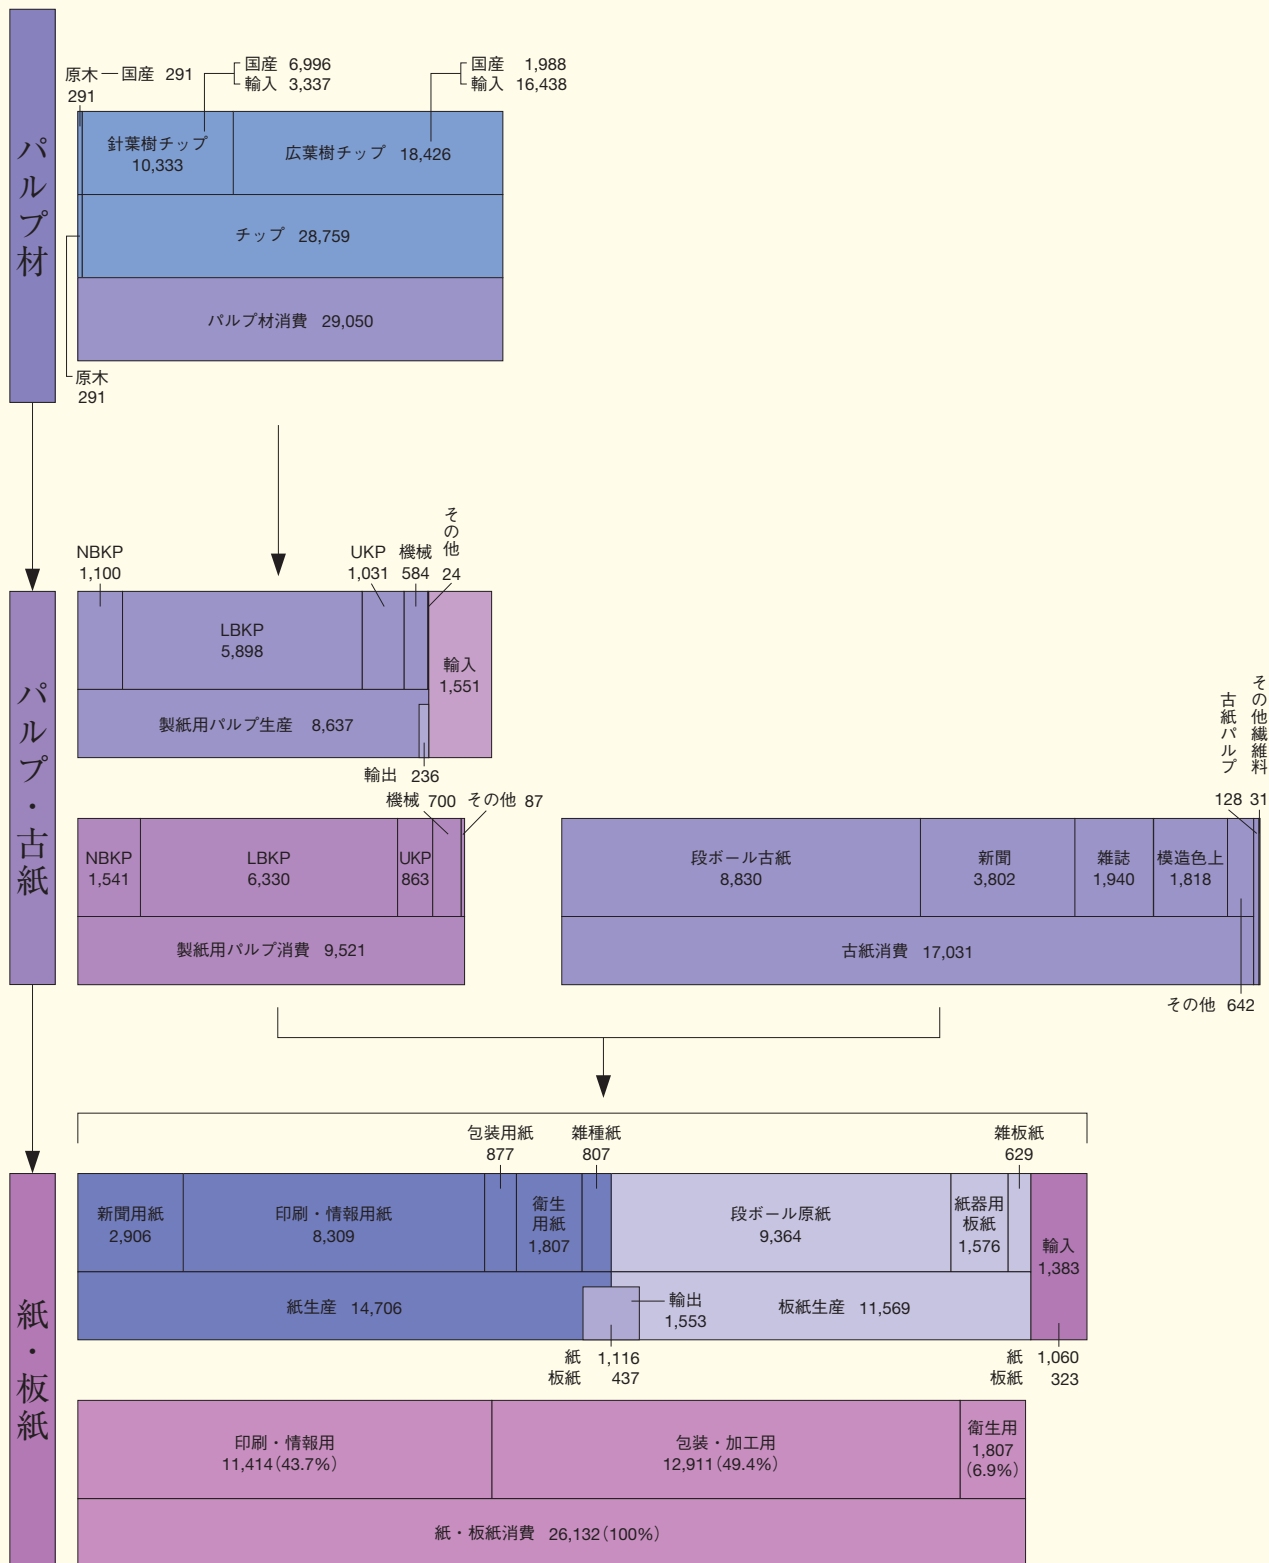 パルプ材
原木 国産 291
291
国産 6,996
輸入 3,337
国産 1,988
輸入 16,438
針葉樹チップ
10,333
広葉樹チップ 18,426
チップ 28,759
パルプ材消費 29,050
原木
291
パルプ・古紙
NBKP
1,100
LBKP
5,898
UKP
1,031
機械
584
その他
24
輸入
1,551
製紙用パルプ生産 8,637
輸出 236
機械 700
その他 87
NBKP
1,541
LBKP
6,330
UKP
863
製紙用パルプ消費 9,521
古紙パルプ
128
その他繊維料
31
段ボール古紙
8,830
新聞
3,802
雑誌
1,940
模造色上
1,818
古紙消費 17,031
その他 642
紙・板紙
包装用紙
877
雑種紙
807
雑板紙
629
新聞用紙
2,906
印刷・情報用紙
8,309
衛生
用紙
1,807
段ボール原紙
9,364
紙器用
板紙
1,576
輸入
1,383
紙生産 14,706
輸出
1,553
板紙生産 11,569
紙 1,116
板紙 437
紙 1,060
板紙 323
印刷・情報用
11,414(43.7%)
包装・加工用
12,911(49.4%)
衛生用
1,807
(6.9%)
紙・板紙消費 26,132(100%)